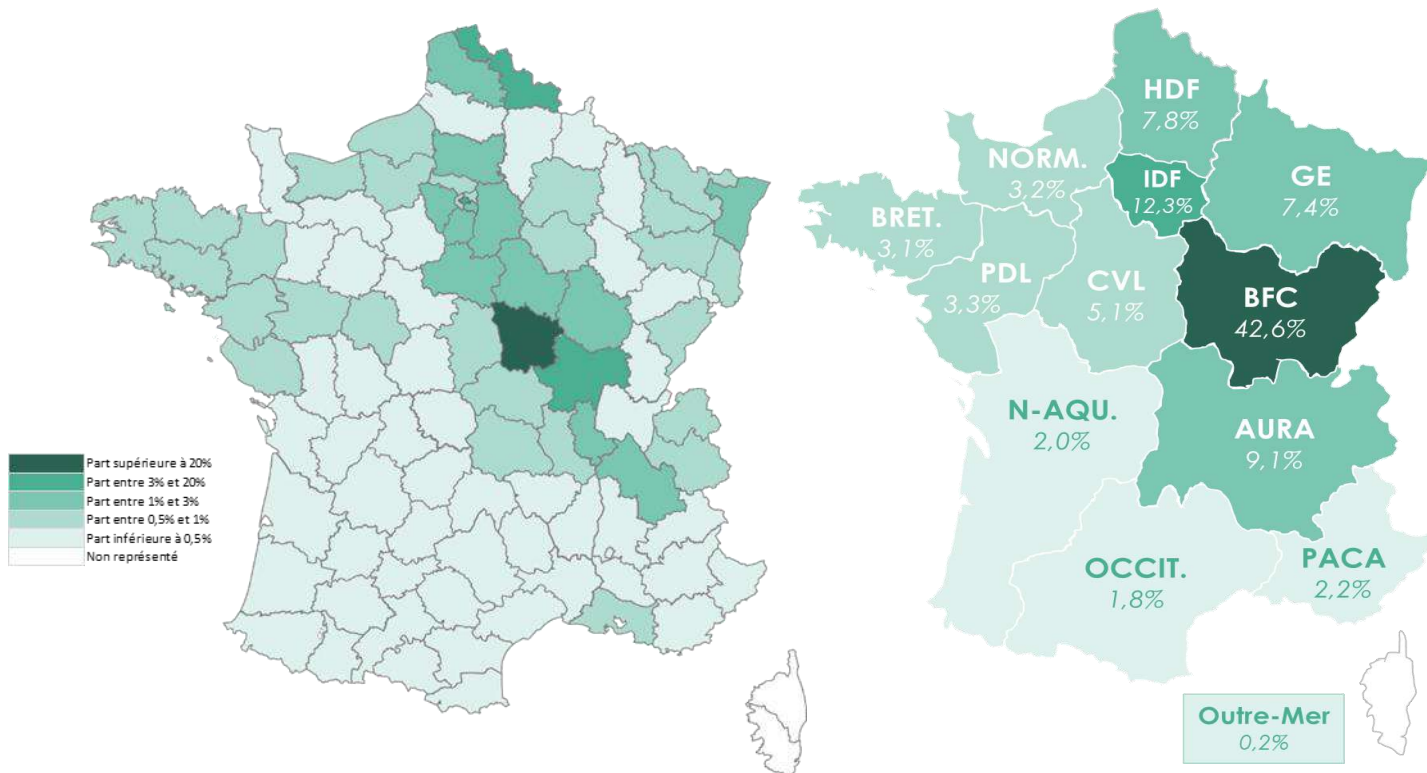 Part supérieure à 20%
Part entre 3% et 20%
Part entre 1% et 3%
Part entre 0,5% et 1%
Part inférieure à 0,5%
Non représenté
HDF
7,8%
NORM.
3,2%
IDF
12,3%
GE
7,4%
BRET.
3,1%
PDL
3,3%
CVL
5,1%
BFC
42,6%
N-AQU.
2,0%
AURA
9,1%
OCCIT.
1,8%
PACA
2,2%
Outre-Mer
0,2%